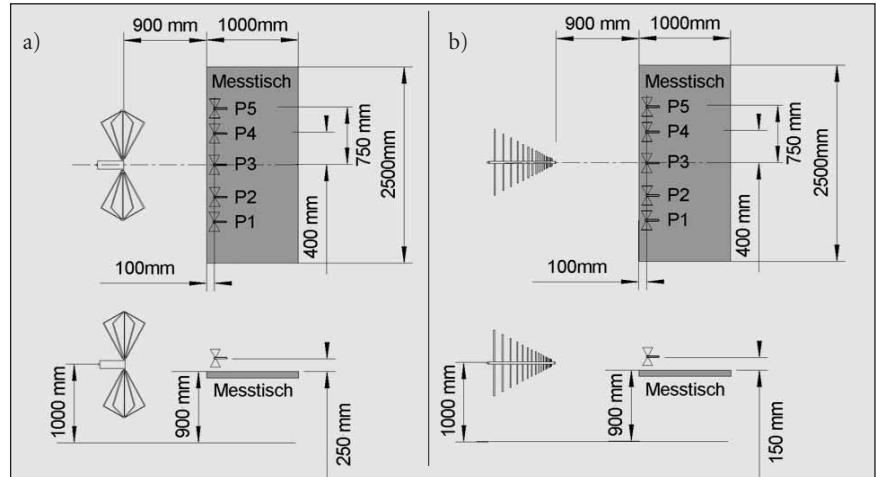 a)
900 mm
1000mm
Messtisch
P5
P4
P3
P2
P1
750 mm
2500mm
400 mm
100mm
Messtisch
1000 mm
900 mm
250 mm
b)
900 mm
1000mm
Messtisch
P5
P4
P3
P2
P1
750 mm
2500mm
400 mm
100mm
Messtisch
1000 mm
900 mm
150 mm